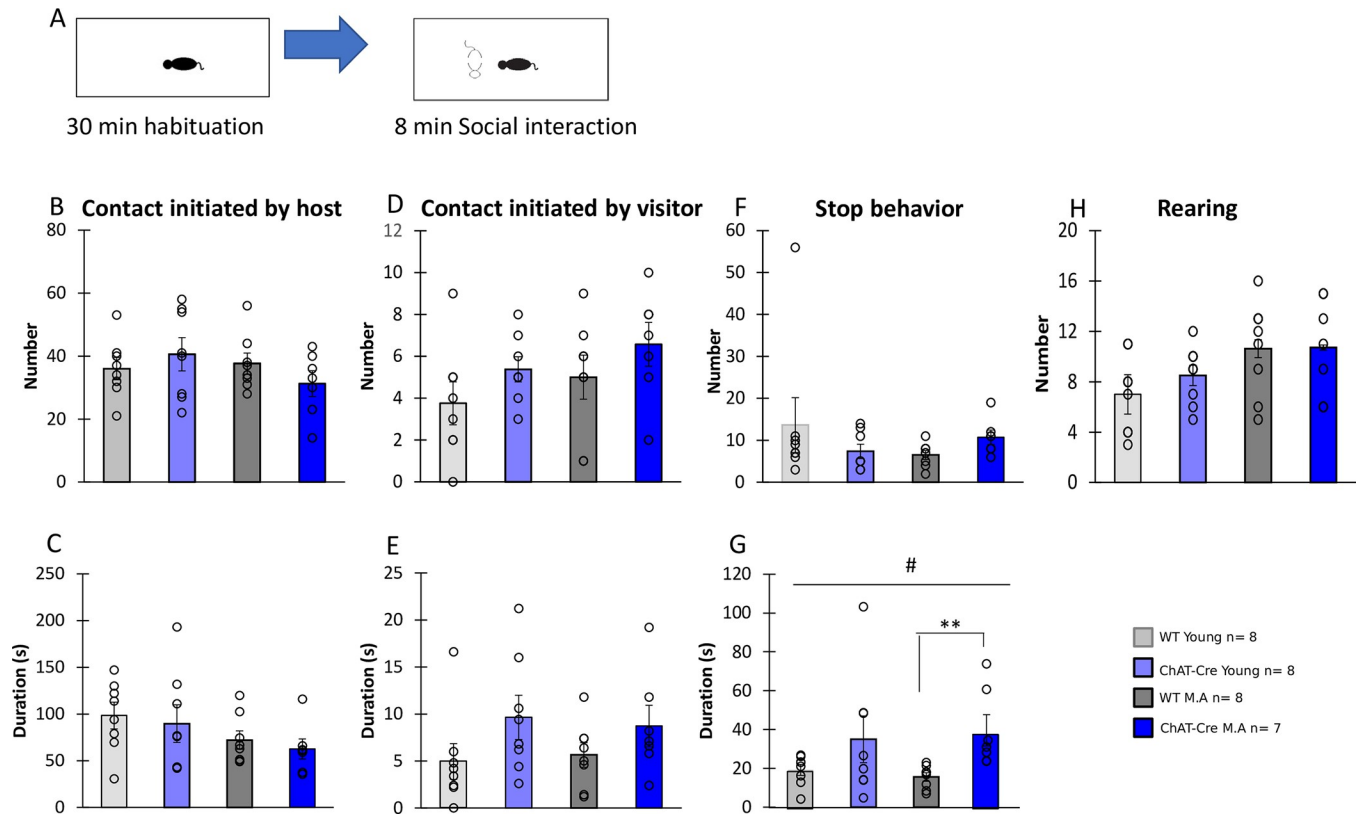 A
30 min habituation
8 min Social interaction
B
Contact initiated by host
Number
80
60
40
20
0
D
Contact initiated by visitor
Number
12
10
8
6
4
2
0
F
Stop behavior
Number
60
50
40
30
20
10
0
H
Rearing
Number
20
16
12
8
4
0
C
Duration (s)
250
200
150
100
50
0
E
Duration (s)
25
20
15
10
5
0
G
Duration (s)
120
100
80
60
40
20
0
#
**
WT Young n= 8
ChAT-Cre Young n= 8
WT M.A n= 8
ChAT-Cre M.A n= 7